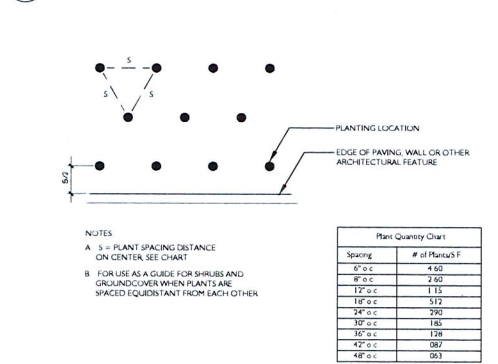 S
S
S
S/2
PLANTING LOCATION
EDGE OF PAVING, WALL OR OTHER
ARCHITECTURAL FEATURE
NOTES
A S = PLANT SPACING DISTANCE
ON CENTER, SEE CHART
B FOR USE AS A GUIDE FOR SHRUBS AND
GROUNDCOVER WHEN PLANTS ARE
SPACED EQUIDISTANT FROM EACH OTHER
Plant Quantity Chart
Spacing # of Plants/S F
6" o c 4 60
8" o c 2 60
12" o c 1 15
18" o c 512
24" o c 290
30" o c 185
36" o c 128
42" o c 087
48" o c 063